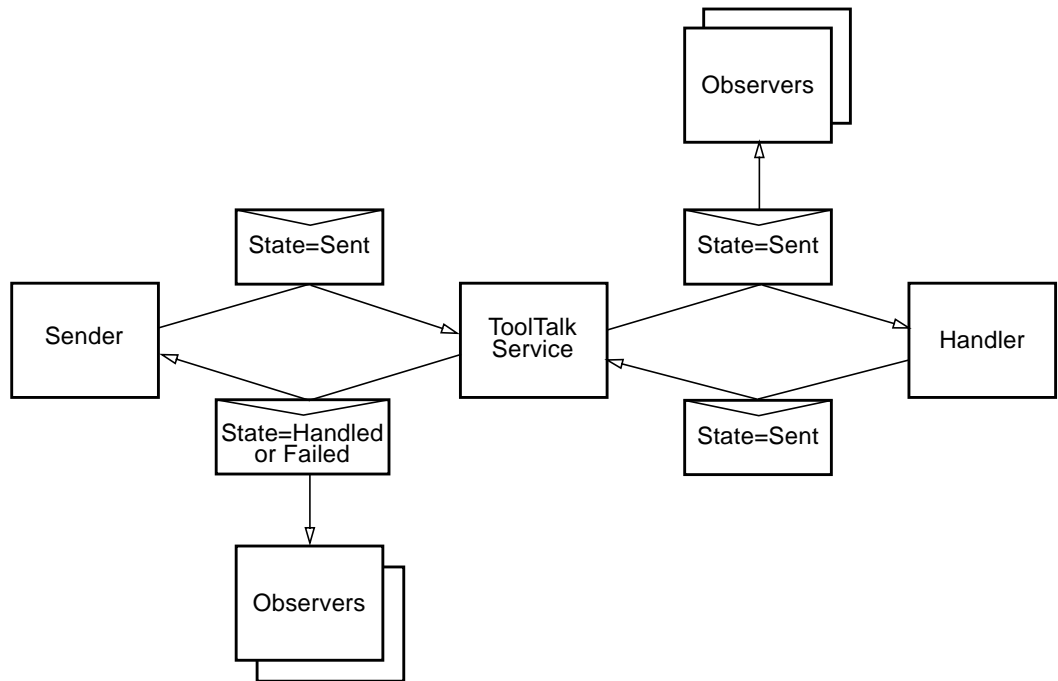 Observers
State=Sent
State=Sent
Sender
ToolTalk
Service
Handler
State=Handled
or Failed
State=Sent
Observers